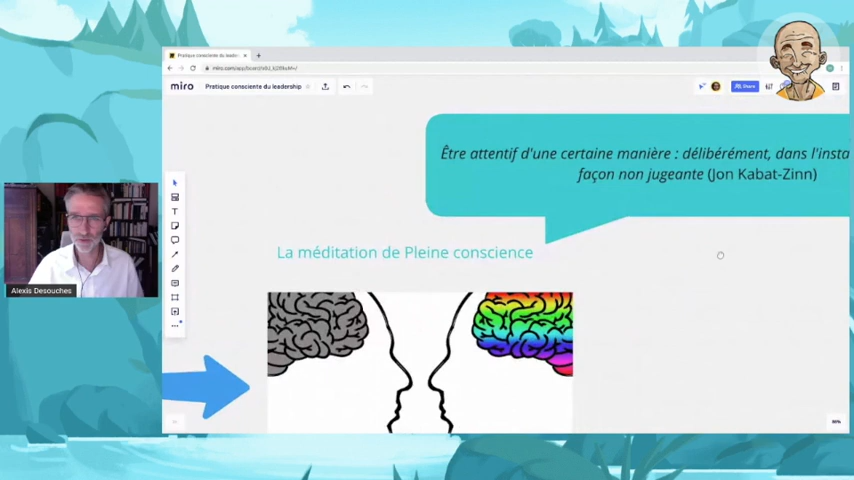 Pratique consciente du leader
miro
Pratique consciente du leadership
Share
Être attentif d'une certaine manière : délibérément, dans l'insta
façon non jugeante (Jon Kabat-Zinn)
La méditation de Pleine conscience
Alexis Desouches